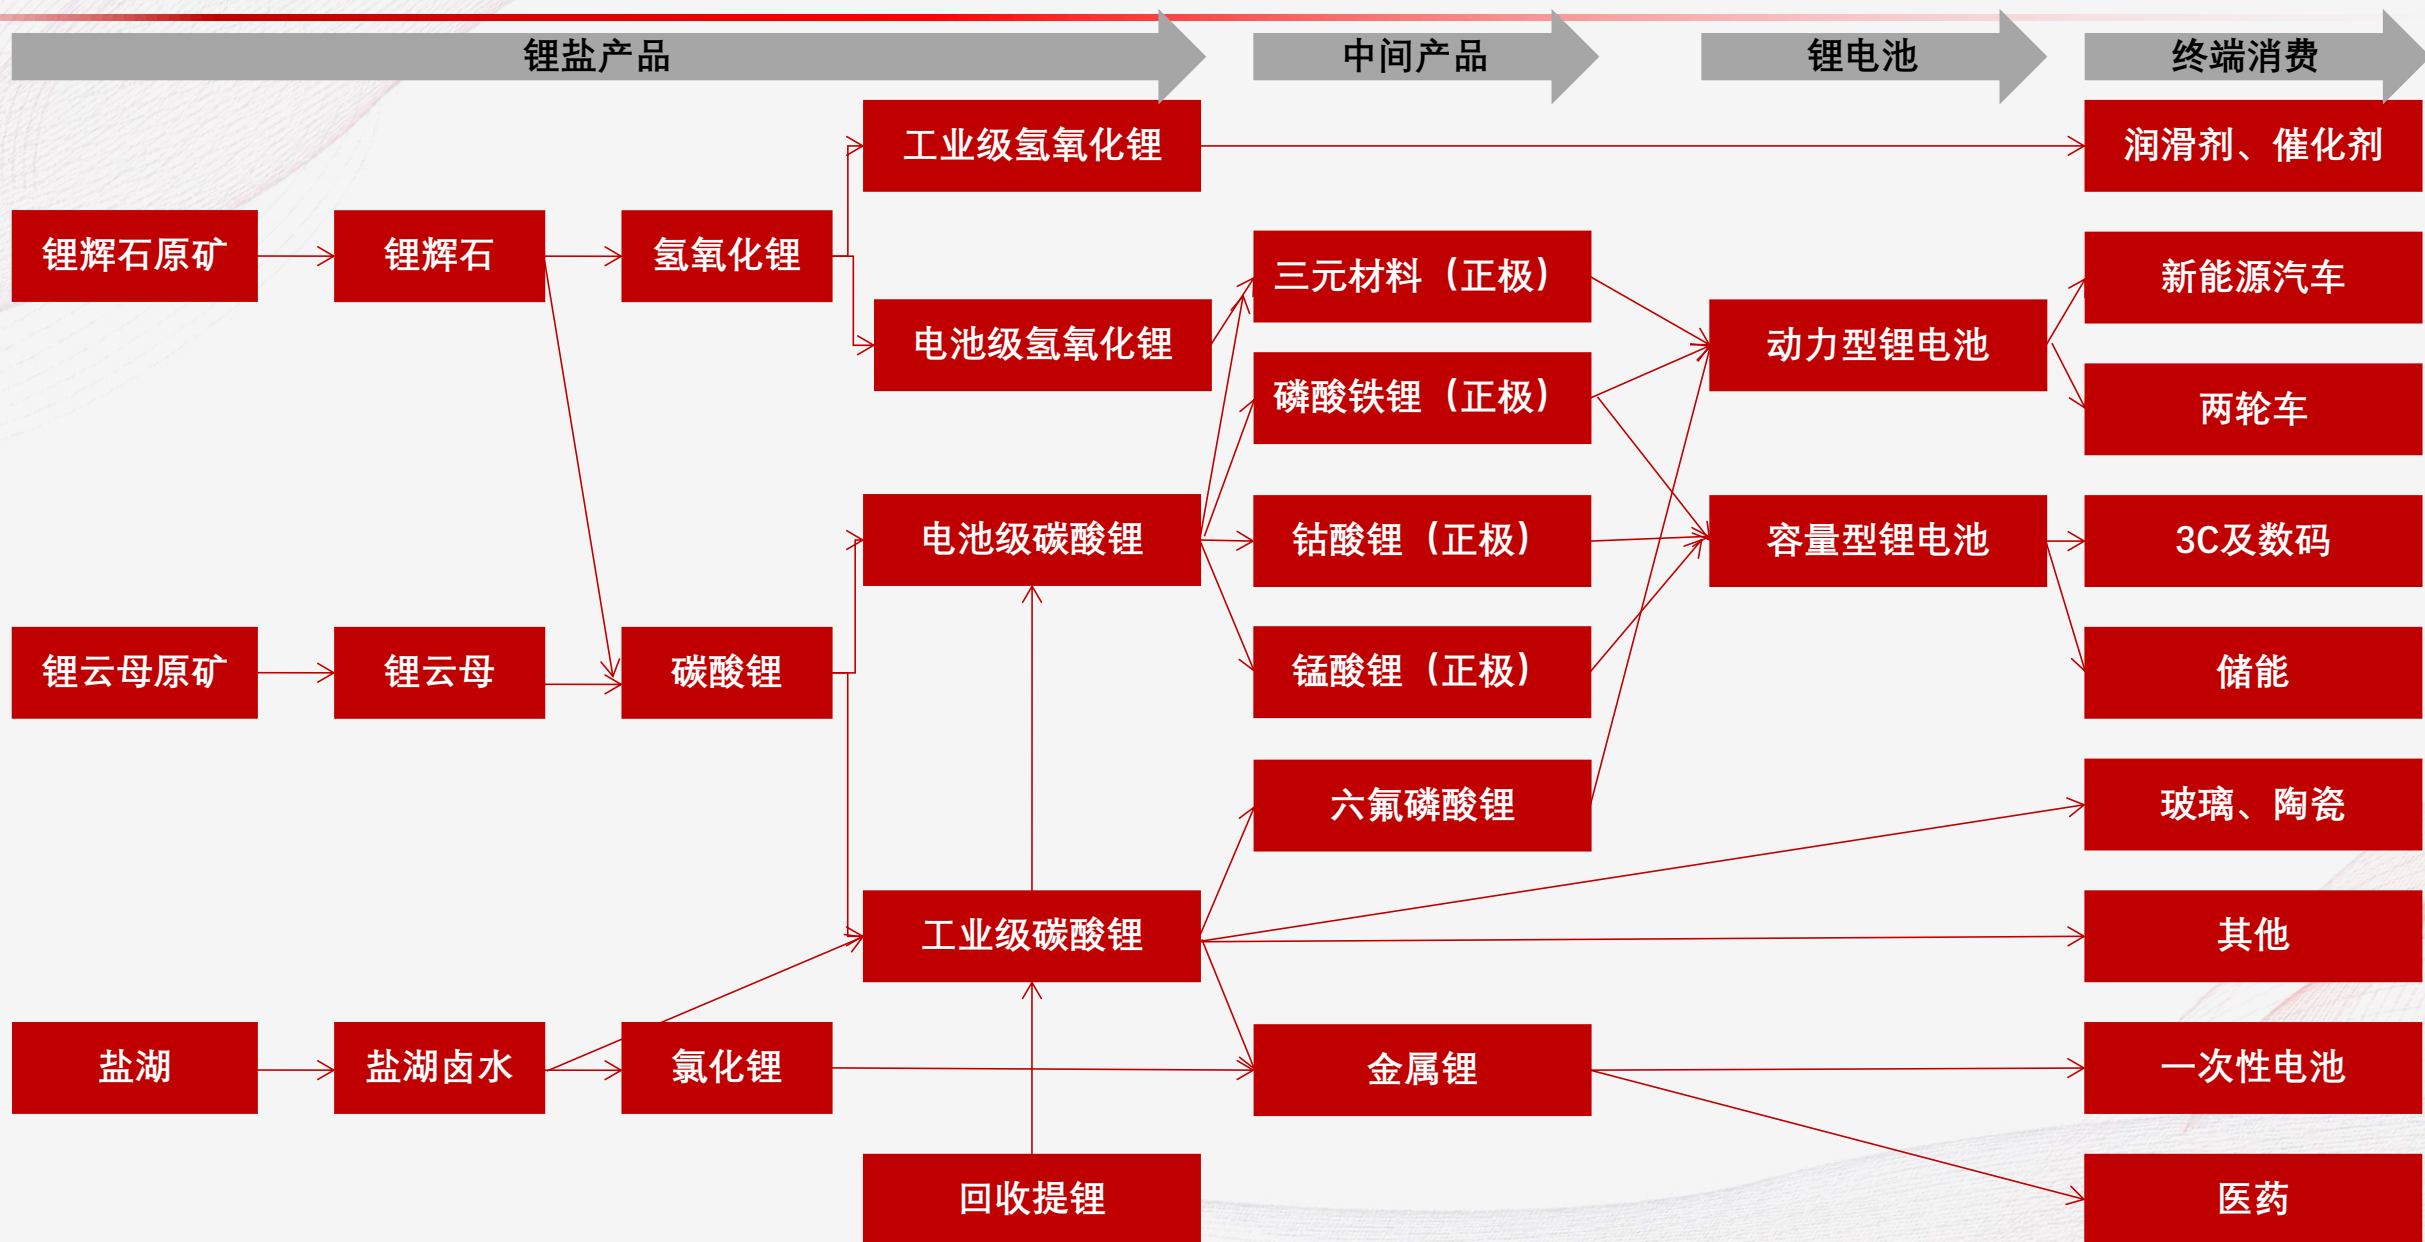 锂盐产品
中间产品
锂电池
终端消费
工业级氢氧化锂
润滑剂、催化剂
锂辉石原矿
锂辉石
氢氧化锂
三元材料（正极）
新能源汽车
电池级氢氧化锂
动力型锂电池
磷酸铁锂（正极）
两轮车
电池级碳酸锂
钴酸锂（正极）
容量型锂电池
3C及数码
锂云母原矿
锂云母
碳酸锂
锰酸锂（正极）
储能
六氟磷酸锂
玻璃、陶瓷
工业级碳酸锂
其他
盐湖
盐湖卤水
氯化锂
金属锂
一次性电池
回收提锂
医药